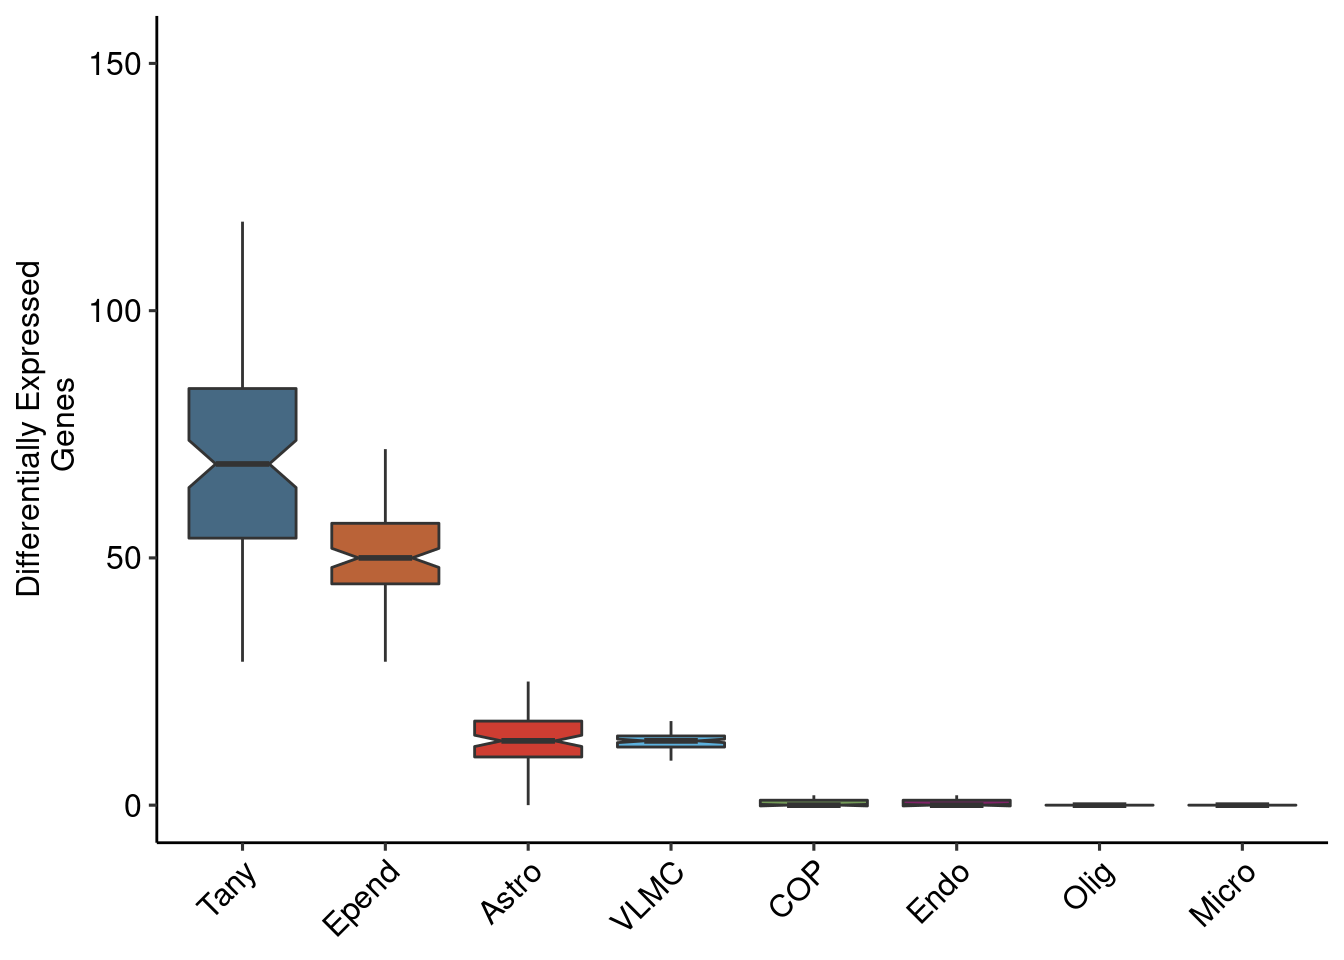 150
100
50
0
Differentially Expressed
Genes
Tany
Epend
Astro
VLMC
COP
Endo
Olig
Micro